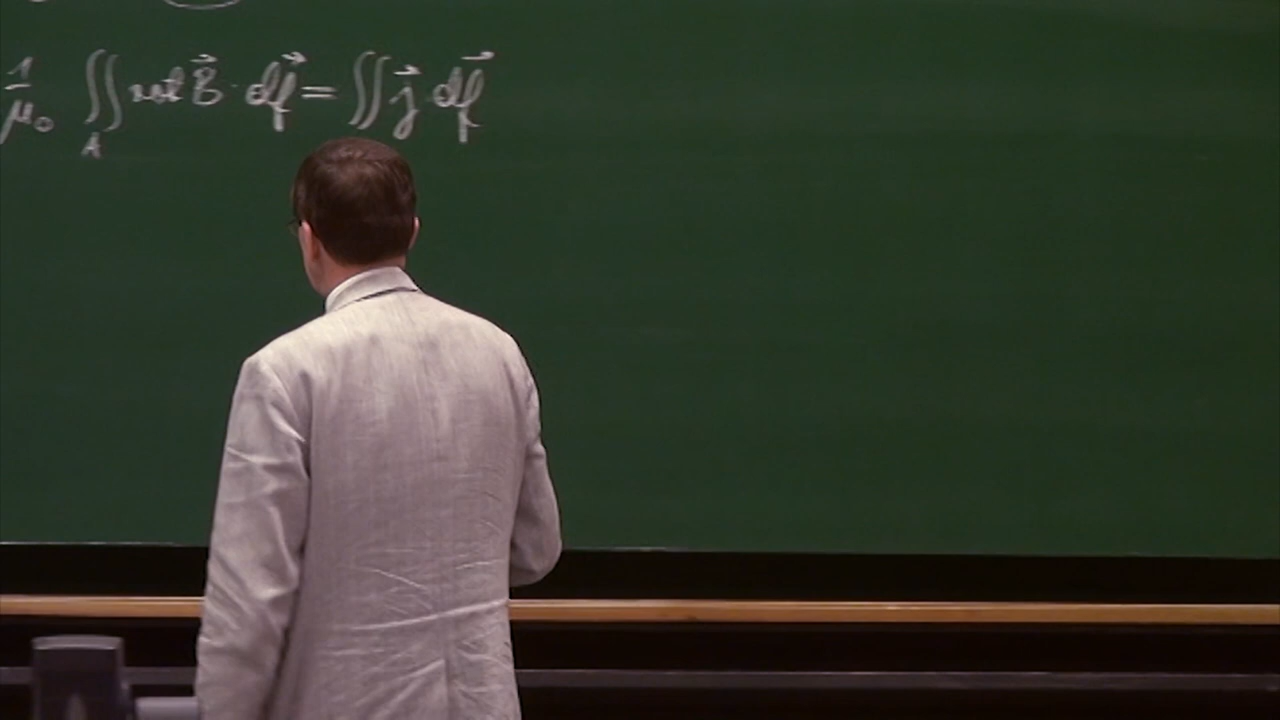 1/μ₀ ∬_A rot B⃗ · df⃗ = ∬ j⃗ · df⃗